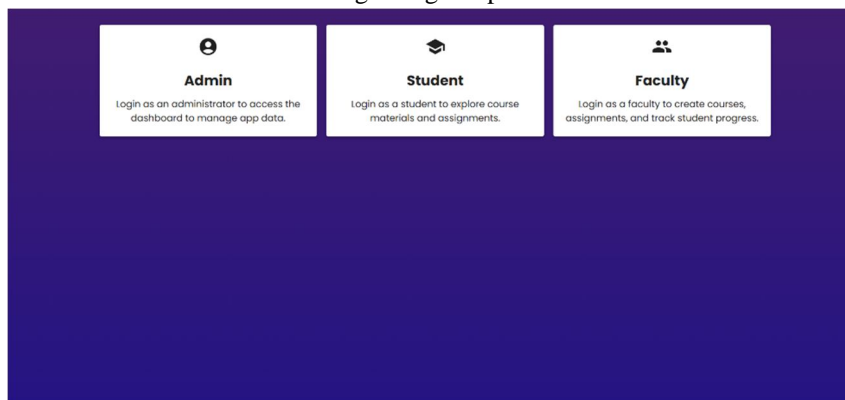 Admin
Login as an administrator to access the
dashboard to manage app data.
Student
Login as a student to explore course
materials and assignments.
Faculty
Login as a faculty to create courses,
assignments, and track student progress.